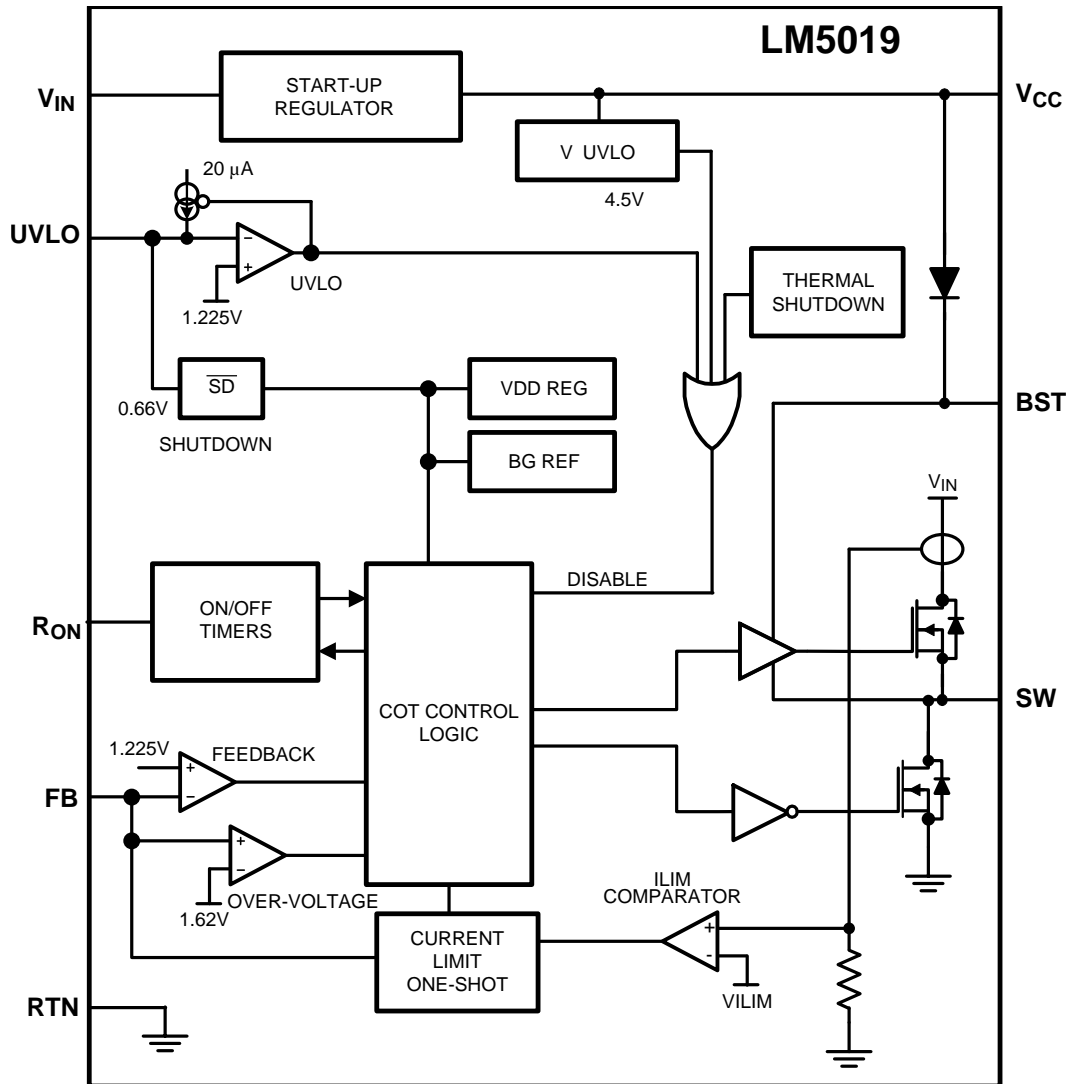 LM5019
START-UP
REGULATOR
VIN
VCC
V UVLO
4.5V
20 μA
UVLO
−
+
UVLO
1.225V
THERMAL
SHUTDOWN
SD
0.66V
SHUTDOWN
VDD REG
BG REF
BST
VIN
DISABLE
ON/OFF
TIMERS
RON
COT CONTROL
LOGIC
SW
1.225V
FEEDBACK
+
−
FB
+
−
1.62V
OVER-VOLTAGE
ILIM
COMPARATOR
+
-
VILIM
CURRENT
LIMIT
ONE-SHOT
RTN